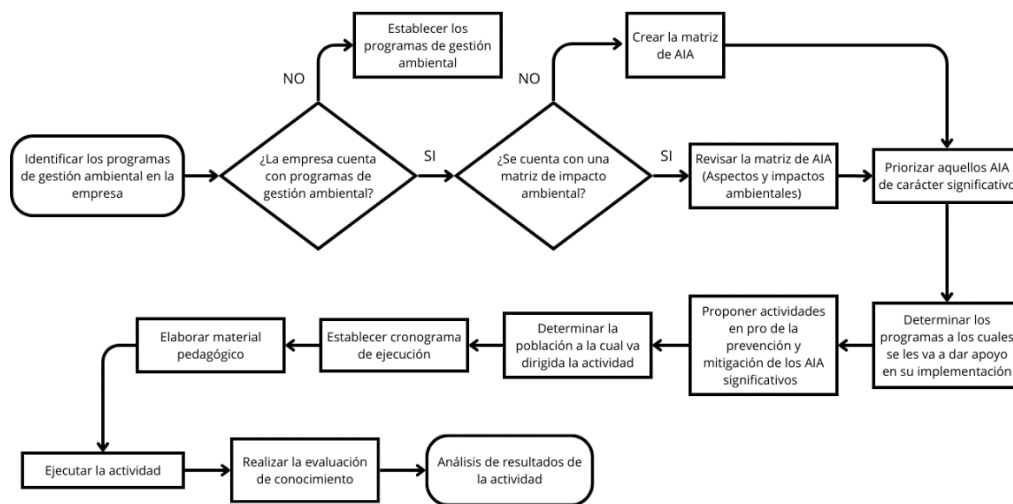 Establecer los
programas de gestión
ambiental
Crear la matriz
de AIA
NO
NO
Identificar los programas
de gestión ambiental en la
empresa
¿La empresa cuenta
con programas de
gestión ambiental?
SI
¿Se cuenta con una
matriz de impacto
ambiental?
SI
Revisar la matriz de AIA
(Aspectos y impactos
ambientales)
Priorizar aquellos AIA
de carácter significativo
Determinar los
programas a los cuales
se les va a dar apoyo
en su implementación
Proponer actividades
en pro de la
prevención y
mitigación de los AIA
significativos
Determinar la
población a la cual va
dirigida la actividad
Establecer cronograma
de ejecución
Elaborar material
pedagógico
Ejecutar la actividad
Realizar la evaluación
de conocimiento
Análisis de resultados de
la actividad